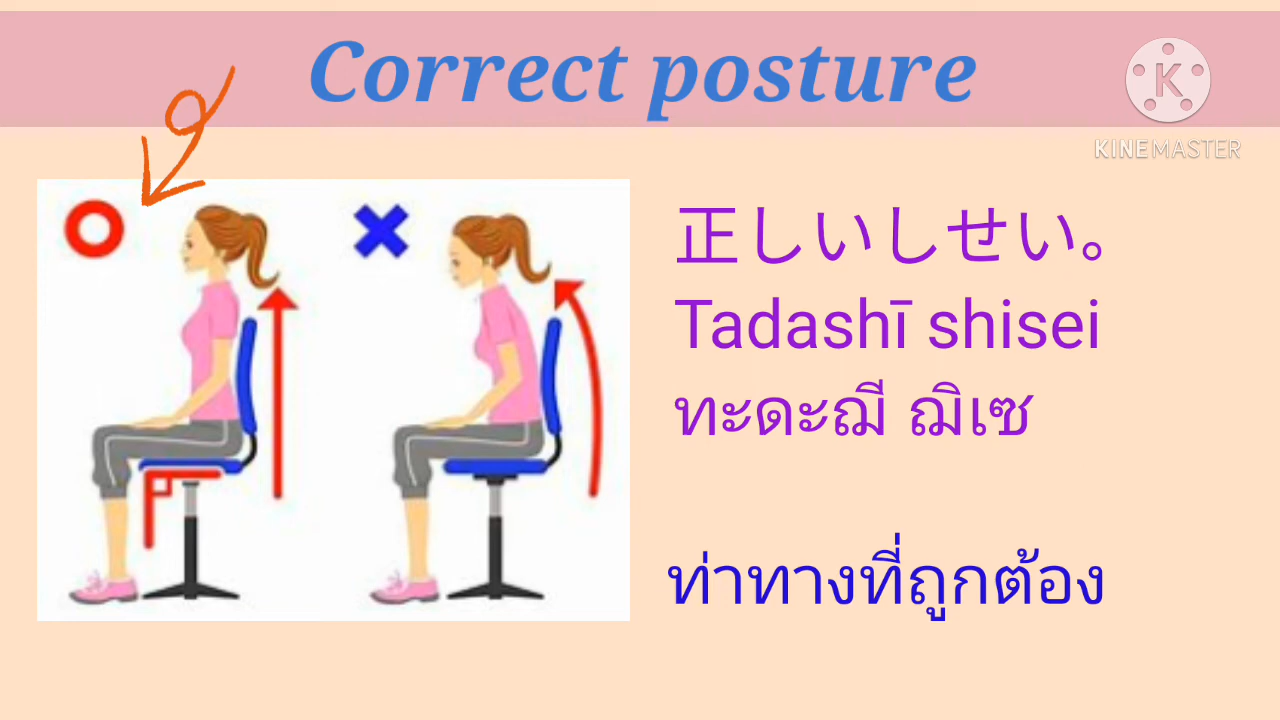 Correct posture
K
KINEMASTER
正しいしせい。
Tadashī shisei
ทะดะฌี ฌิเซ
ท่าทางที่ถูกต้อง